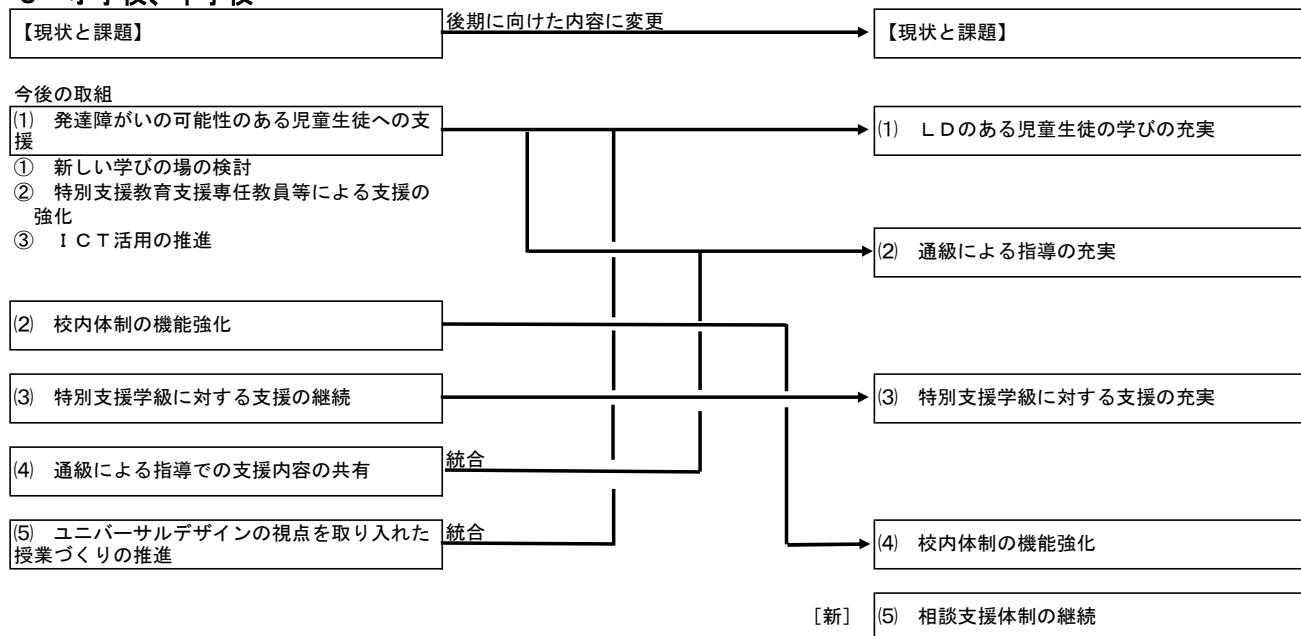 【現状と課題】
後期に向けた内容に変更
【現状と課題】
今後の取組
⑴　発達障がいの可能性のある児童生徒への支
援
①　新しい学びの場の検討
②　特別支援教育支援専任教員等による支援の
強化
③　ＩＣＴ活用の推進
⑵　校内体制の機能強化
⑶　特別支援学級に対する支援の継続
⑷　通級による指導での支援内容の共有
統合
⑸　ユニバーサルデザインの視点を取り入れた
授業づくりの推進
統合
⑴　ＬＤのある児童生徒の学びの充実
⑵　通級による指導の充実
⑶　特別支援学級に対する支援の充実
⑷　校内体制の機能強化
［新］
⑸　相談支援体制の継続